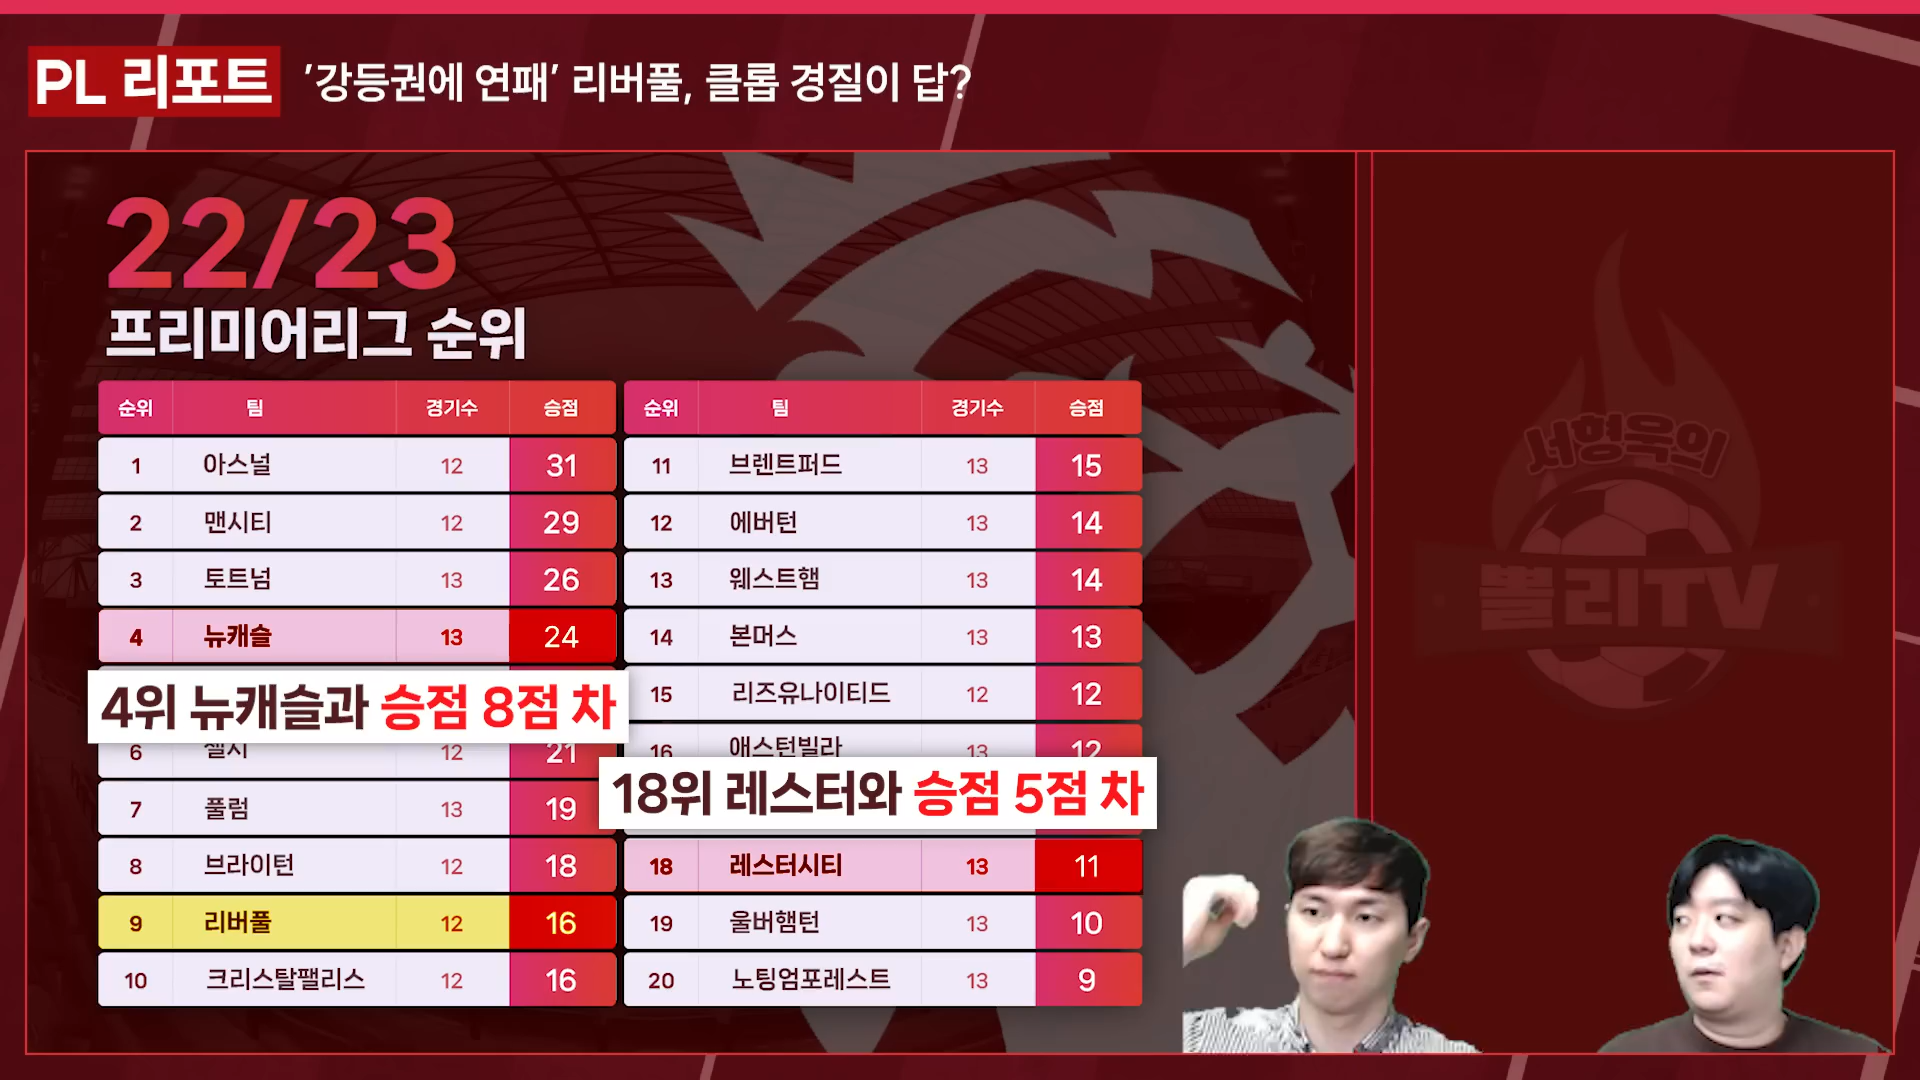 PL 리포트
'강등권에 연패' 리버풀, 클롭 경질이 답?
22/23
프리미어리그 순위
순위 팀 경기수 승점
1 아스널 12 31
2 맨시티 12 29
3 토트넘 13 26
4 뉴캐슬 13 24
4위 뉴캐슬과 승점 8점 차
6 첼시 12 21
7 풀럼 13 19
8 브라이턴 12 18
9 리버풀 12 16
10 크리스탈팰리스 12 16
순위 팀 경기수 승점
11 브렌트퍼드 13 15
12 에버턴 13 14
13 웨스트햄 13 14
14 본머스 13 13
15 리즈유나이티드 12 12
16 애스턴빌라 13 12
18위 레스터와 승점 5점 차
18 레스터시티 13 11
19 울버햄턴 13 10
20 노팅엄포레스트 13 9
서형욱의
뽈리TV